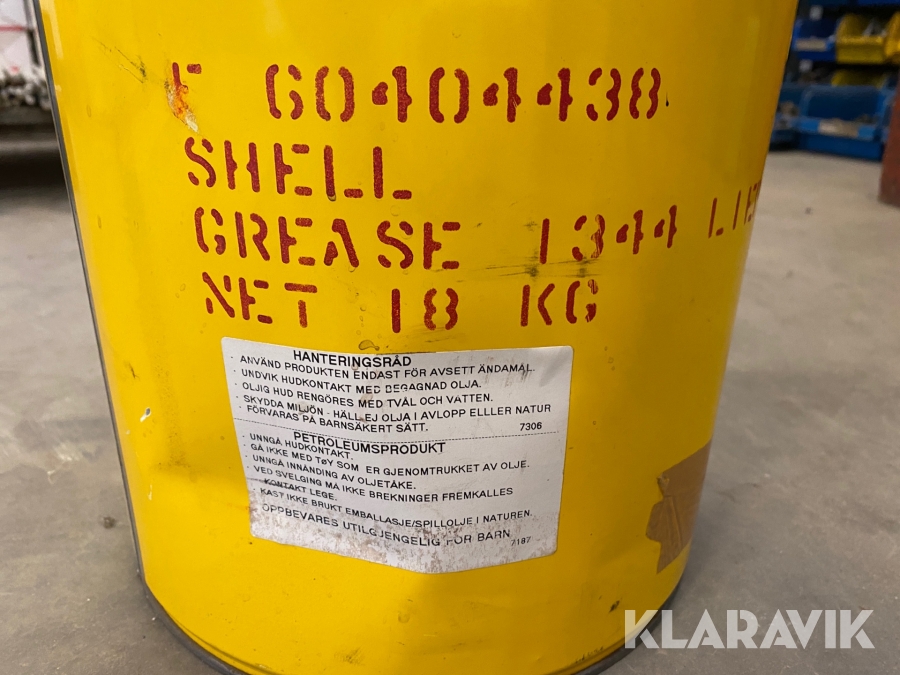 F 60404438
SHELL
GREASE 1344
NET 18 KG
HANTERINGSRÅD
- ANVÄND PRODUKTEN ENDAST FÖR AVSETT ÄNDAMÅL.
- UNDVIK HUDKONTAKT MED BEGAGNAD OLJA.
- OLJIG HUD RENGÖRES MED TVÅL OCH VATTEN.
- SKYDDA MILJÖN - HÄLL EJ OLJA I AVLOPP ELLLER NATUR
- FÖRVARAS PÅ BARNSÄKERT SÄTT. 7306
PETROLEUMSPRODUKT
- UNNGÅ HUDKONTAKT.
- GÅ IKKE MED TØY SOM ER GJENOMTRUKKET AV OLJE.
- UNNGÅ INNÅNDING AV OLJETÅKE.
- VED SVELGING MÅ IKKE BREKNINGER FREMKALLES
KONTAKT LEGE.
KAST IKKE BRUKT EMBALLASJE/SPILLOLJE I NATUREN.
OPPBEVARES UTILGJENGELIG FOR BARN 7187
KLARAVIK